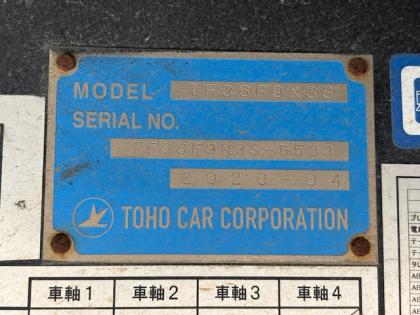 MODEL TF36F9N3S
SERIAL NO.
TF36F9N3S-6503
2020-04
TOHO CAR CORPORATION
車軸1 車軸2 車軸3 車軸4